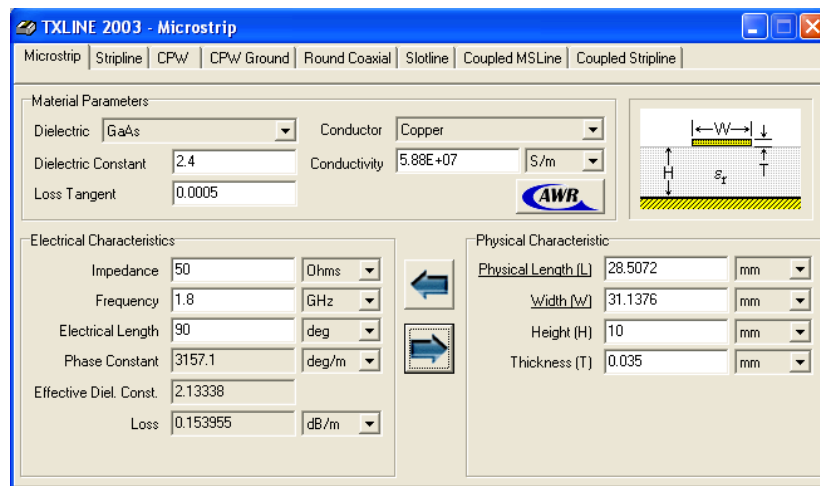 TXLINE 2003 - Microstrip
Microstrip Stripline CPW CPW Ground Round Coaxial Slotline Coupled MSLine Coupled Stripline
Material Parameters
Dielectric GaAs Conductor Copper
Dielectric Constant 2.4 Conductivity 5.88E+07 S/m
Loss Tangent 0.0005 AWR
W T H εr
Electrical Characteristics
Impedance 50 Ohms
Frequency 1.8 GHz
Electrical Length 90 deg
Phase Constant 3157.1 deg/m
Effective Diel. Const. 2.13338
Loss 0.153955 dB/m
Physical Characteristic
Physical Length (L) 28.5072 mm
Width (W) 31.1376 mm
Height (H) 10 mm
Thickness (T) 0.035 mm